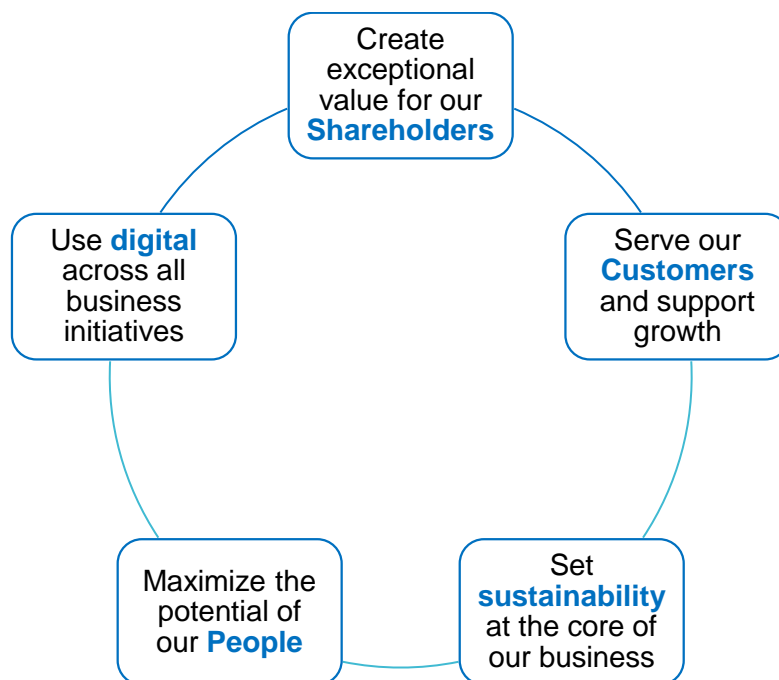 Create
exceptional
value for our
Shareholders
Use digital
across all
business
initiatives
Serve our
Customers
and support
growth
Maximize the
potential of
our People
Set
sustainability
at the core of
our business